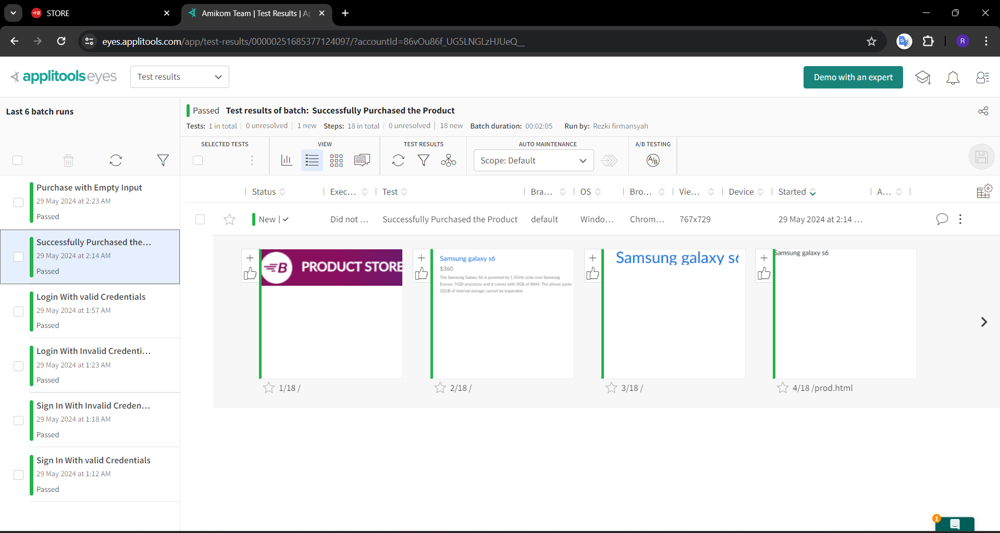 STORE
Amikom Team | Test Results | Ap
eyes.applitools.com/app/test-results/00000251685377124097/?accountId=86vOu86f_UG5LNGLzHJUeQ__
R
applitools eyes
Test results
Demo with an expert
Last 6 batch runs
Passed Test results of batch: Successfully Purchased the Product
Tests: 1 in total | 0 unresolved | 1 new Steps: 18 in total | 0 unresolved | 18 new Batch duration: 00:02:05 Run by: Rezki firmansyah
SELECTED TESTS
VIEW
TEST RESULTS
AUTO MAINTENANCE
A/B TESTING
Scope: Default
A/B
Purchase with Empty Input
29 May 2024 at 2:23 AM
Passed
Successfully Purchased the...
29 May 2024 at 2:14 AM
Passed
Login With valid Credentials
29 May 2024 at 1:57 AM
Passed
Login With Invalid Credenti...
29 May 2024 at 1:23 AM
Passed
Sign In With Invalid Creden...
29 May 2024 at 1:18 AM
Passed
Sign In With valid Credentials
29 May 2024 at 1:12 AM
Passed
Status Exec... Test Bra... OS Bro... Vie... Device Started A...
New | Did not ... Successfully Purchased the Product default Windo... Chrom... 767x729 29 May 2024 at 2:14 ...
B PRODUCT STORE
Samsung galaxy s6
$360
The Samsung Galaxy S6 is powered by 1.5GHz octa-core Samsung
Exynos 7420 processor and it comes with 3GB of RAM. The phone packs
32GB of internal storage cannot be expanded.
Samsung galaxy s6
Samsung galaxy s6
1/18 /
2/18 /
3/18 /
4/18 /prod.html
1